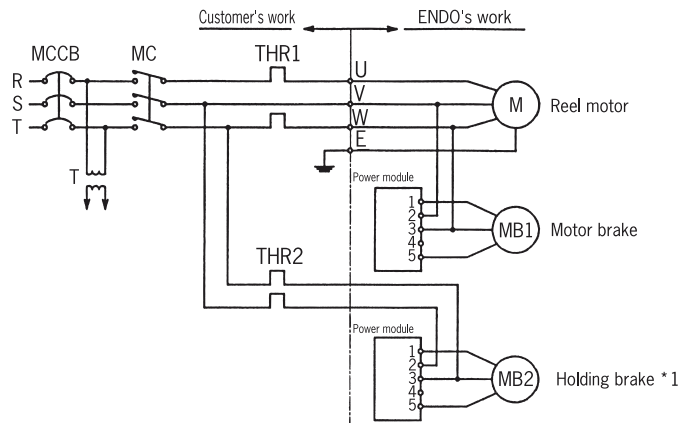 Customer's work
ENDO's work
MCCB
MC
THR1
U
R
V
M
Reel motor
S
W
T
E
T
Power module
1
2
3
4
5
MB1
Motor brake
THR2
Power module
1
2
3
4
5
MB2
Holding brake *1